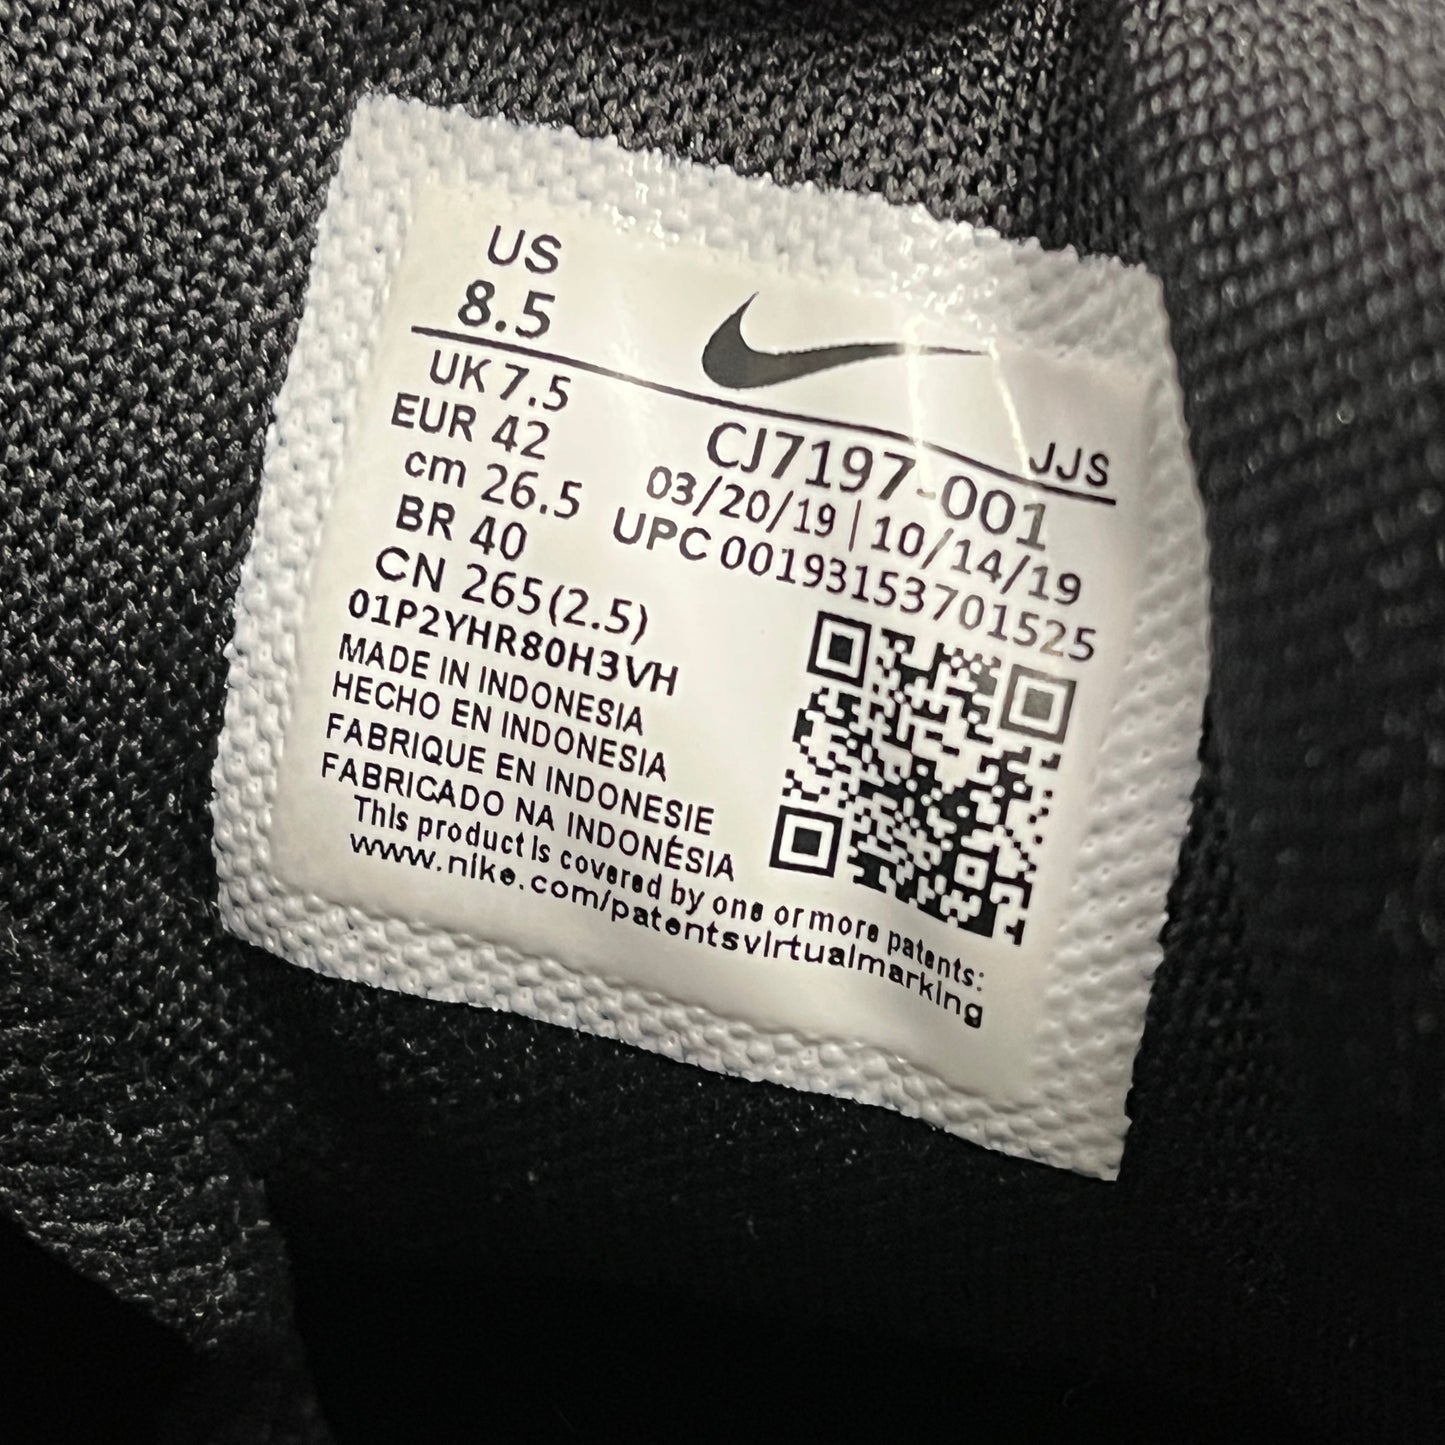 US
8.5
JJS
UK 7.5
EUR 42
cm 26.5
BR 40
CN 265(2.5)
CJ7197-001
03/20/19 | 10/14/19
UPC 00193153701525
01P2YHR80H3VH
MADE IN INDONESIA
HECHO EN INDONESIA
FABRIQUE EN INDONESIE
FABRICADO NA INDONÉSIA
This product is covered by one or more patents:
www.nike.com/patentsvirtualmarking